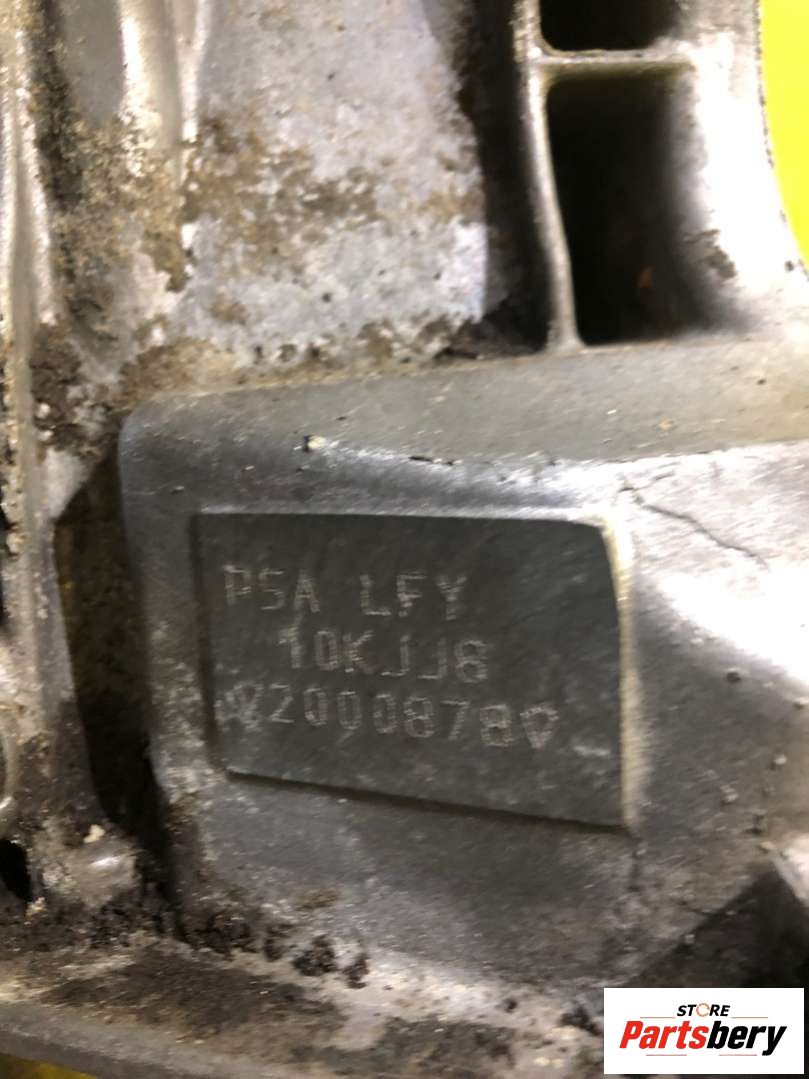 PSA LFY
10KJJ8
2000878
STORE
Partsbery